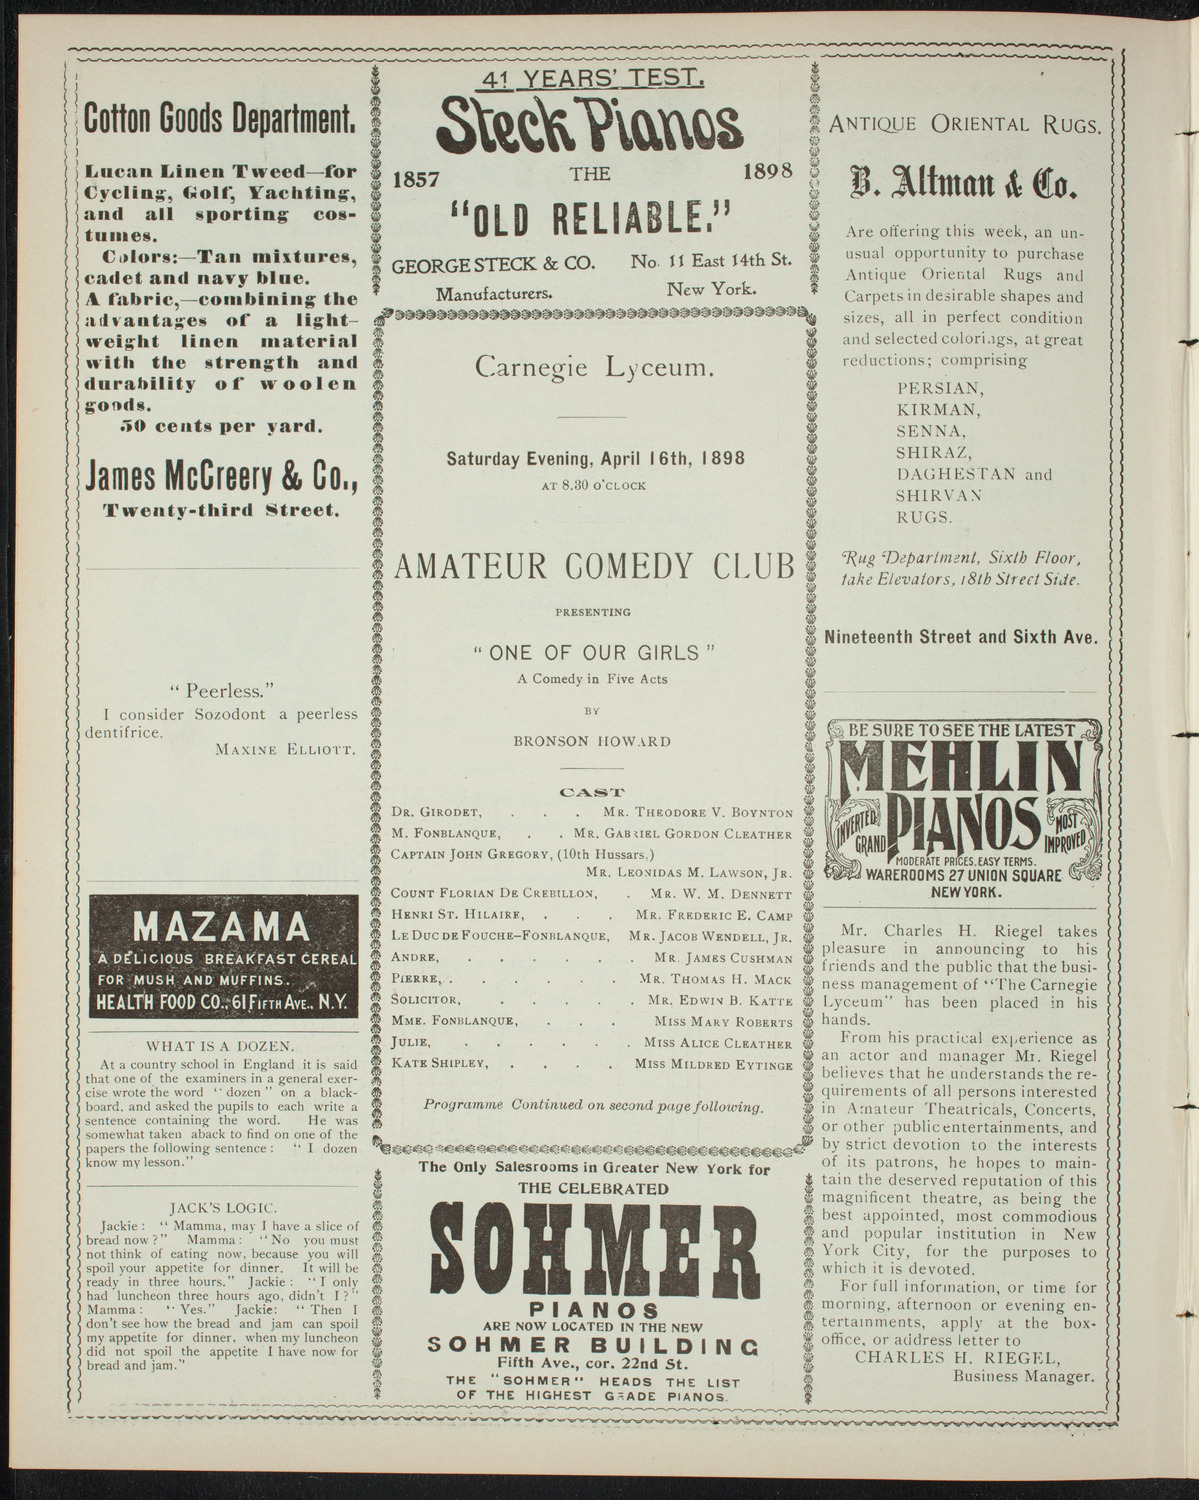 Cotton Goods Department.
Lucan Linen Tweed—for
Cycling, Golf, Yachting,
and all sporting cos-
tumes.
Colors:—Tan mixtures,
cadet and navy blue.
A fabric,—combining the
advantages of a light-
weight linen material
with the strength and
durability of woolen
goods.
50 cents per yard.
James McCreery & Co.,
Twenty-third Street.
“Peerless.”
I consider Sozodont a peerless
dentifrice.
MAXINE ELLIOTT.
MAZAMA
A DELICIOUS BREAKFAST CEREAL
FOR MUSH AND MUFFINS.
HEALTH FOOD CO., 61 FIFTH AVE., N.Y.
WHAT IS A DOZEN.
At a country school in England it is said
that one of the examiners in a general exer-
cise wrote the word “dozen” on a black-
board, and asked the pupils to each write a
sentence containing the word. He was
somewhat taken aback to find on one of the
papers the following sentence: “I dozen
know my lesson.”
JACK’S LOGIC.
Jackie: “Mamma, may I have a slice of
bread now?” Mamma: “No you must
not think of eating now, because you will
spoil your appetite for dinner. It will be
ready in three hours.” Jackie: “I only
had luncheon three hours ago, didn’t I?”
Mamma: “Yes.” Jackie: “Then I
don’t see how the bread and jam can spoil
my appetite for dinner, when my luncheon
did not spoil the appetite I have now for
bread and jam.”
41 YEARS’ TEST.
Steck Pianos
1857 THE 1898
“OLD RELIABLE.”
GEORGE STECK & CO. No. 11 East 14th St.
Manufacturers. New York.
Carnegie Lyceum.
Saturday Evening, April 16th, 1898
AT 8.30 O’CLOCK
AMATEUR COMEDY CLUB
PRESENTING
“ONE OF OUR GIRLS”
A Comedy in Five Acts
BY
BRONSON HOWARD
CAST
DR. GIRODET, . . . MR. THEODORE V. BOYNTON
M. FONBLANQUE, . . MR. GABRIEL GORDON CLEATHER
CAPTAIN JOHN GREGORY, (10th Hussars,)
MR. LEONIDAS M. LAWSON, JR.
COUNT FLORIAN DE CREBILLON, . MR. W. M. DENNETT
HENRI ST. HILAIRE, . . . MR. FREDERIC E. CAMP
LE DUC DE FOUCHE-FONBLANQUE, MR. JACOB WENDELL, JR.
ANDRE, . . . . . . MR. JAMES CUSHMAN
PIERRE, . . . . . . MR. THOMAS H. MACK
SOLICITOR, . . . . . MR. EDWIN B. KATTE
MME. FONBLANQUE, . . . MISS MARY ROBERTS
JULIE, . . . . . . MISS ALICE CLEATHER
KATE SHIPLEY, . . . . MISS MILDRED EYTINGE
Programme Continued on second page following.
The Only Salesrooms in Greater New York for
THE CELEBRATED
SOHMER
PIANOS
ARE NOW LOCATED IN THE NEW
SOHMER BUILDING
Fifth Ave., cor. 22nd St.
THE “SOHMER” HEADS THE LIST
OF THE HIGHEST GRADE PIANOS.
ANTIQUE ORIENTAL RUGS.
B. Altman & Co.
Are offering this week, an un-
usual opportunity to purchase
Antique Oriental Rugs and
Carpets in desirable shapes and
sizes, all in perfect condition
and selected colorings, at great
reductions; comprising
PERSIAN,
KIRMAN,
SENNA,
SHIRAZ,
DAGHESTAN and
SHIRVAN
RUGS.
Rug Department, Sixth Floor,
take Elevators, 18th Street Side.
Nineteenth Street and Sixth Ave.
BE SURE TO SEE THE LATEST
MEHLIN
INVERTED GRAND PIANOS MOST IMPROVED
MODERATE PRICES. EASY TERMS.
WAREROOMS 27 UNION SQUARE
NEW YORK.
Mr. Charles H. Riegel takes
pleasure in announcing to his
friends and the public that the busi-
ness management of “The Carnegie
Lyceum” has been placed in his
hands.
From his practical experience as
an actor and manager Mr. Riegel
believes that he understands the re-
quirements of all persons interested
in Amateur Theatricals, Concerts,
or other public entertainments, and
by strict devotion to the interests
of its patrons, he hopes to main-
tain the deserved reputation of this
magnificent theatre, as being the
best appointed, most commodious
and popular institution in New
York City, for the purposes to
which it is devoted.
For full information, or time for
morning, afternoon or evening en-
tertainments, apply at the box-
office, or address letter to
CHARLES H. RIEGEL,
Business Manager.